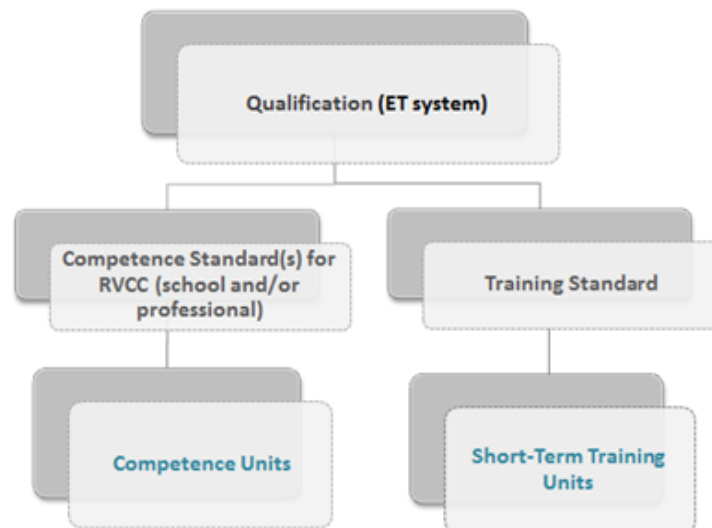 Qualification (ET system)
Competence Standard(s) for
RVCC (school and/or
professional)
Training Standard
Competence Units
Short-Term Training
Units